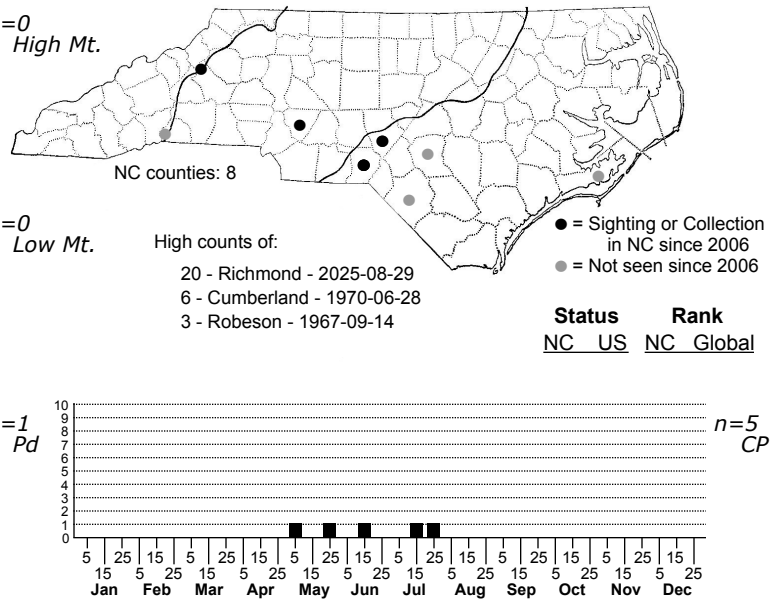 =0
High Mt.
NC counties: 8
=0
Low Mt.
High counts of:
20 - Richmond - 2025-08-29
6 - Cumberland - 1970-06-28
3 - Robeson - 1967-09-14
= Sighting or Collection
in NC since 2006
= Not seen since 2006
Status Rank
NC US NC Global
=1
Pd
n=5
CP
10
9
8
7
6
5
4
3
2
1
0
5 25 15 5 25 15 5 25 15 5 25 15 5 25 15 5 25 15
15 5 25 15 5 25 15 5 25 15 5 25 15 5 25 15 5 25
Jan Feb Mar Apr May Jun Jul Aug Sep Oct Nov Dec